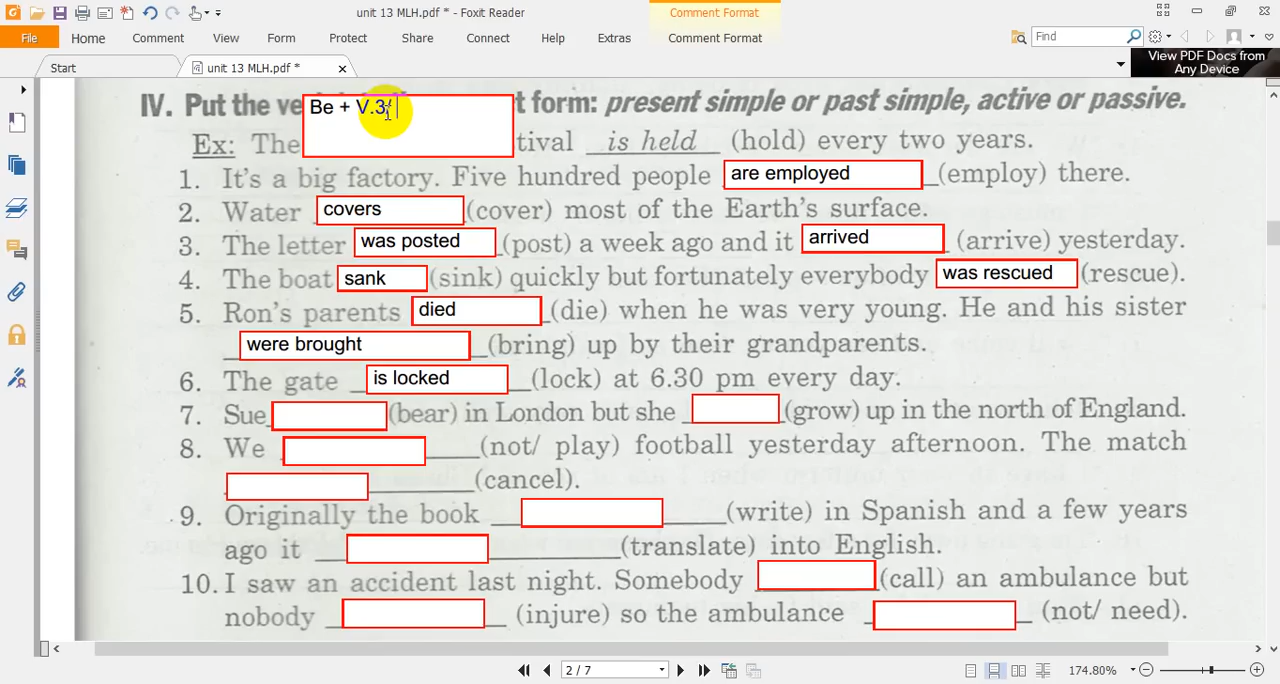 unit 13 MLH.pdf * - Foxit Reader
Comment Format
File Home Comment View Form Protect Share Connect Help Extras Comment Format
Find
Start
unit 13 MLH.pdf *
View PDF Docs from
Any Device
IV. Put the ve
Be + V.3/
t form: present simple or past simple, active or passive.
Ex: The
tival is held (hold) every two years.
1. It's a big factory. Five hundred people are employed (employ) there.
2. Water covers (cover) most of the Earth's surface.
3. The letter was posted (post) a week ago and it arrived (arrive) yesterday.
4. The boat sank (sink) quickly but fortunately everybody was rescued (rescue).
5. Ron's parents died (die) when he was very young. He and his sister
were brought (bring) up by their grandparents.
6. The gate is locked (lock) at 6.30 pm every day.
7. Sue (bear) in London but she (grow) up in the north of England.
8. We (not/ play) football yesterday afternoon. The match
(cancel).
9. Originally the book (write) in Spanish and a few years
ago it (translate) into English.
10. I saw an accident last night. Somebody (call) an ambulance but
nobody (injure) so the ambulance (not/ need).
2 / 7
174.80%